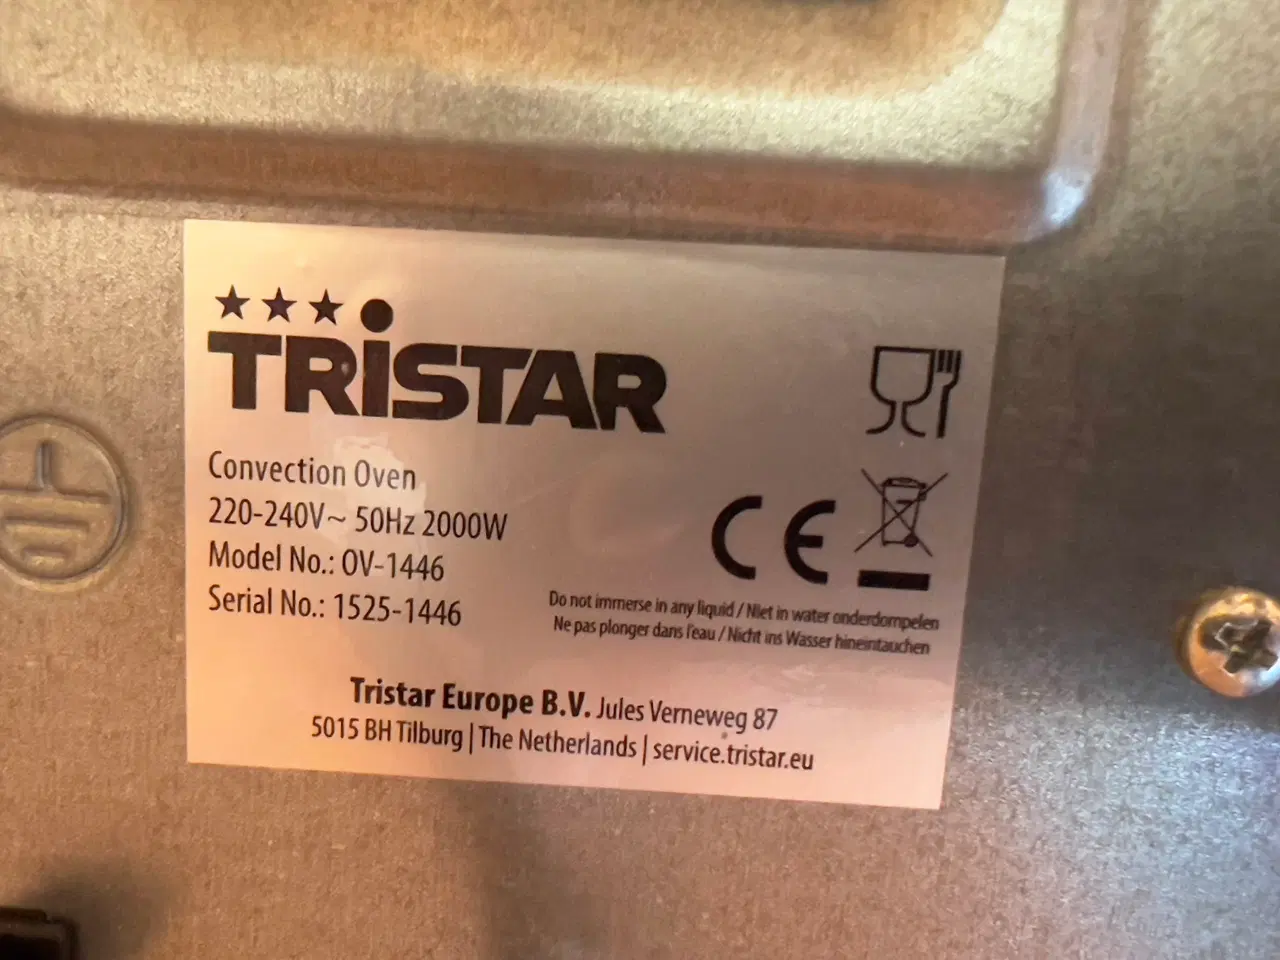 TRiSTAR
Convection Oven
220-240V~ 50Hz 2000W
Model No.: OV-1446
Serial No.: 1525-1446
CE
Do not immerse in any liquid / Niet in water onderdompelen
Ne pas plonger dans l'eau / Nicht ins Wasser hineintauchen
Tristar Europe B.V. Jules Verneweg 87
5015 BH Tilburg | The Netherlands | service.tristar.eu